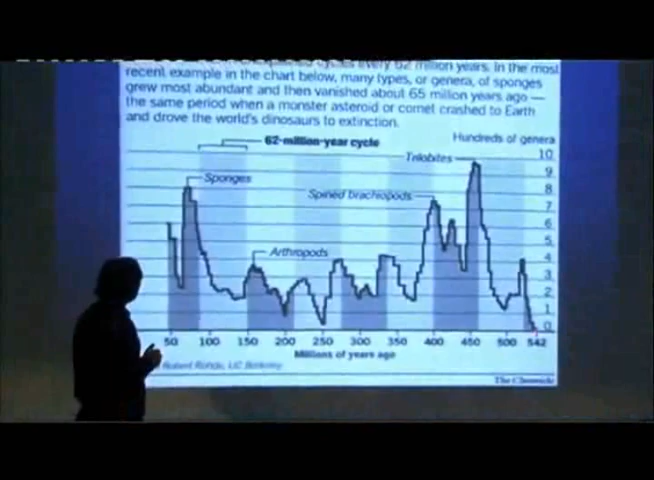 cycles every 62 million years. In the most
recent example in the chart below, many types, or genera, of sponges
grew most abundant and then vanished about 65 million years ago —
the same period when a monster asteroid or comet crashed to Earth
and drove the world's dinosaurs to extinction.
62-million-year cycle
Hundreds of genera
Trilobites
10
9
Sponges
8
Spined brachiopods
7
6
5
Arthropods
4
3
2
1
0
50 100 150 200 250 300 350 400 450 500 542
Millions of years ago
Robert Rohde, UC Berkeley
The Chronicle